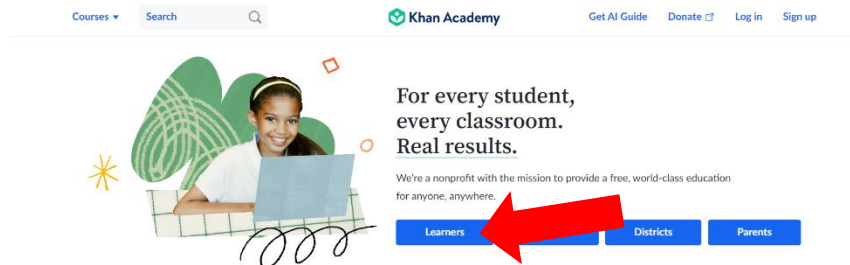 Courses
Search
Khan Academy
Get AI Guide
Donate
Log in
Sign up
For every student,
every classroom.
Real results.
We're a nonprofit with the mission to provide a free, world-class education
for anyone, anywhere.
Learners
Districts
Parents